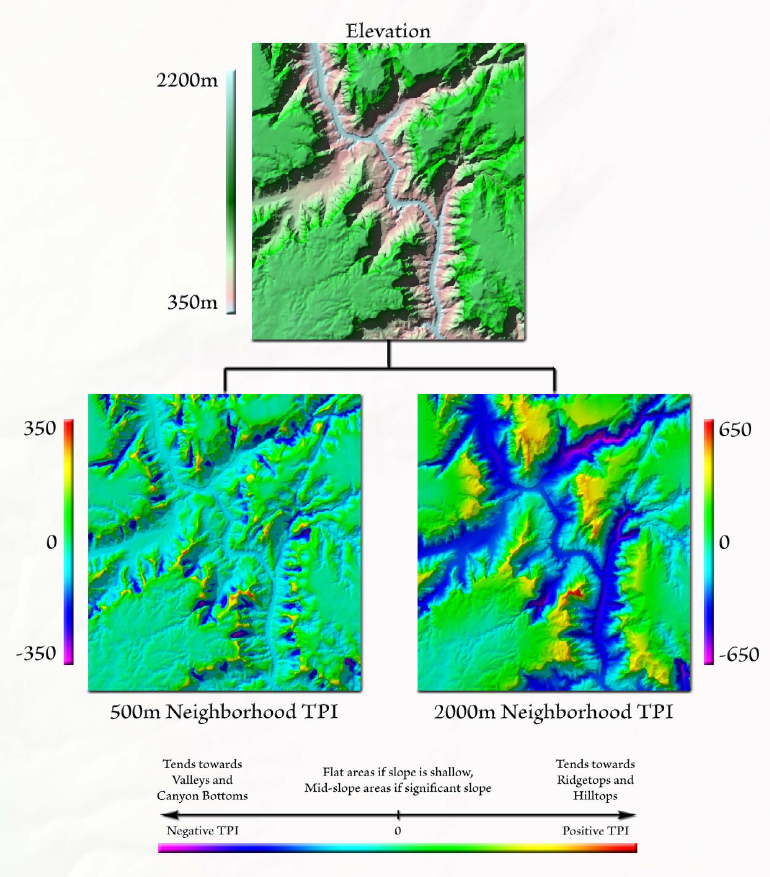 Elevation
2200m
350m
350
0
-350
650
0
-650
500m Neighborhood TPI
2000m Neighborhood TPI
Tends towards
Valleys and
Canyon Bottoms
Flat areas if slope is shallow,
Mid-slope areas if significant slope
Tends towards
Ridgetops and
Hilltops
Negative TPI
0
Positive TPI